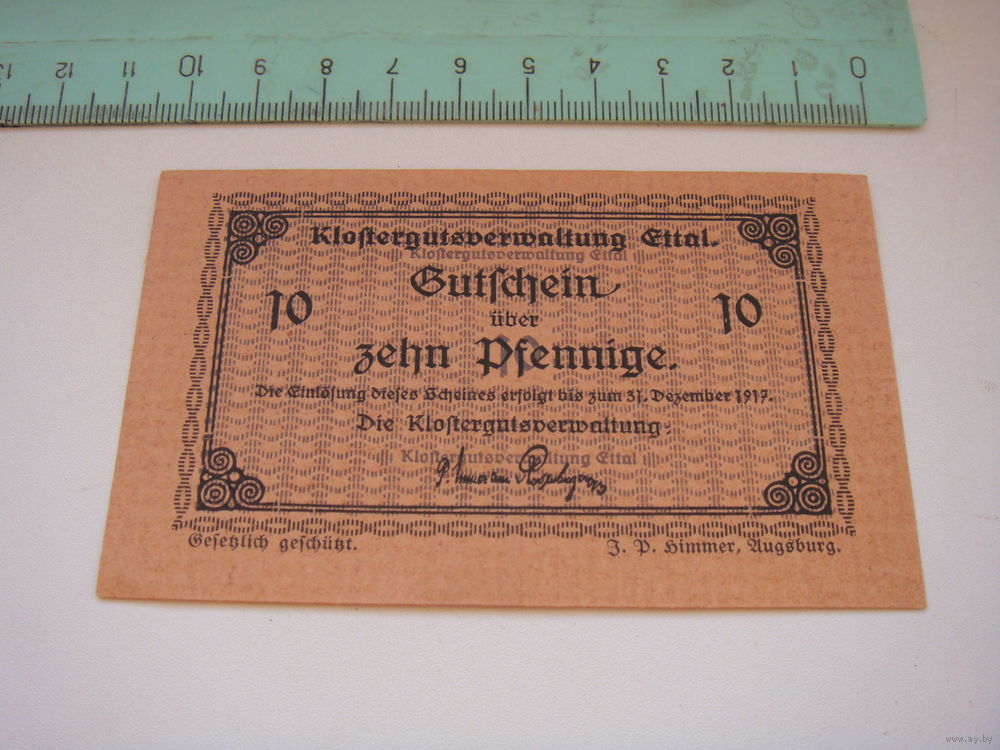 13 12 11 10 9 8 7 6 5 4 3 2 1 0
Klostergutsverwaltung Ettal.
Klostergutsverwaltung Ettal
Gutschein
10 10
über
zehn Pfennige.
Die Einlösung dieses Scheines erfolgt bis zum 31. Dezember 1917.
Die Klostergutsverwaltung:
Klostergutsverwaltung Ettal
Gesetzlich geschützt. J. P. Himmer, Augsburg.
www.ay.by